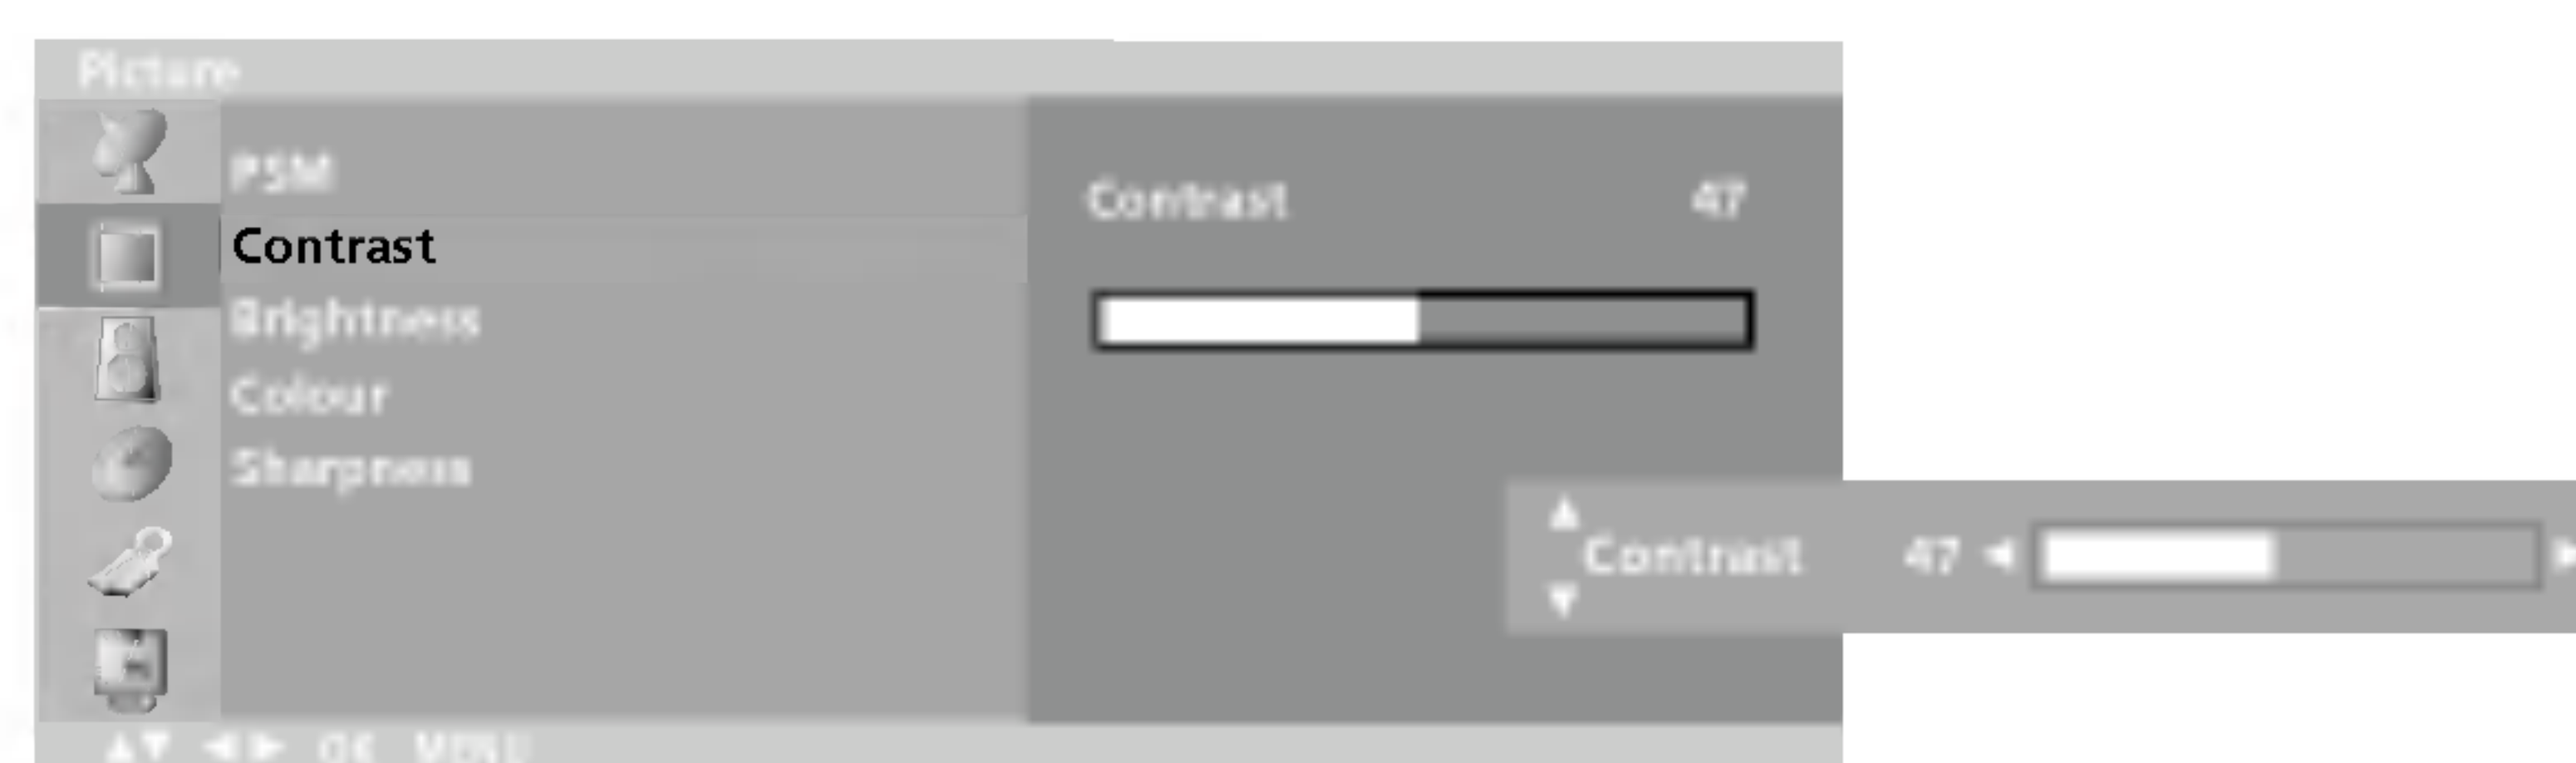 Picture
PSM
Contrast
Brightness
Colour
Sharpness
Contrast 47
▲
Contrast 47 ◀ ▶
▼
▲▼ ◀▶ OK MENU